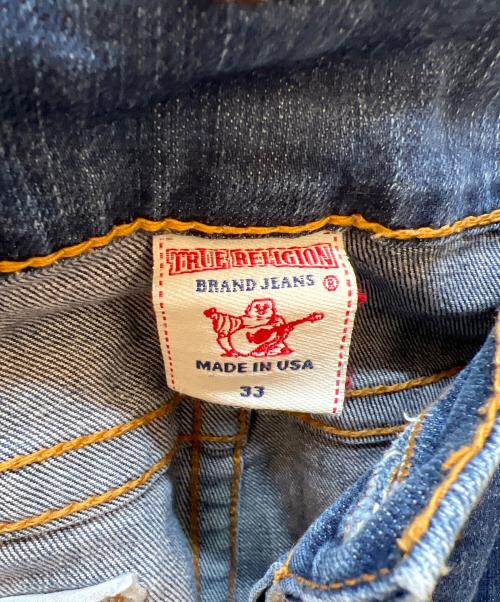 TRUE RELIGION
BRAND JEANS ®
MADE IN USA
33